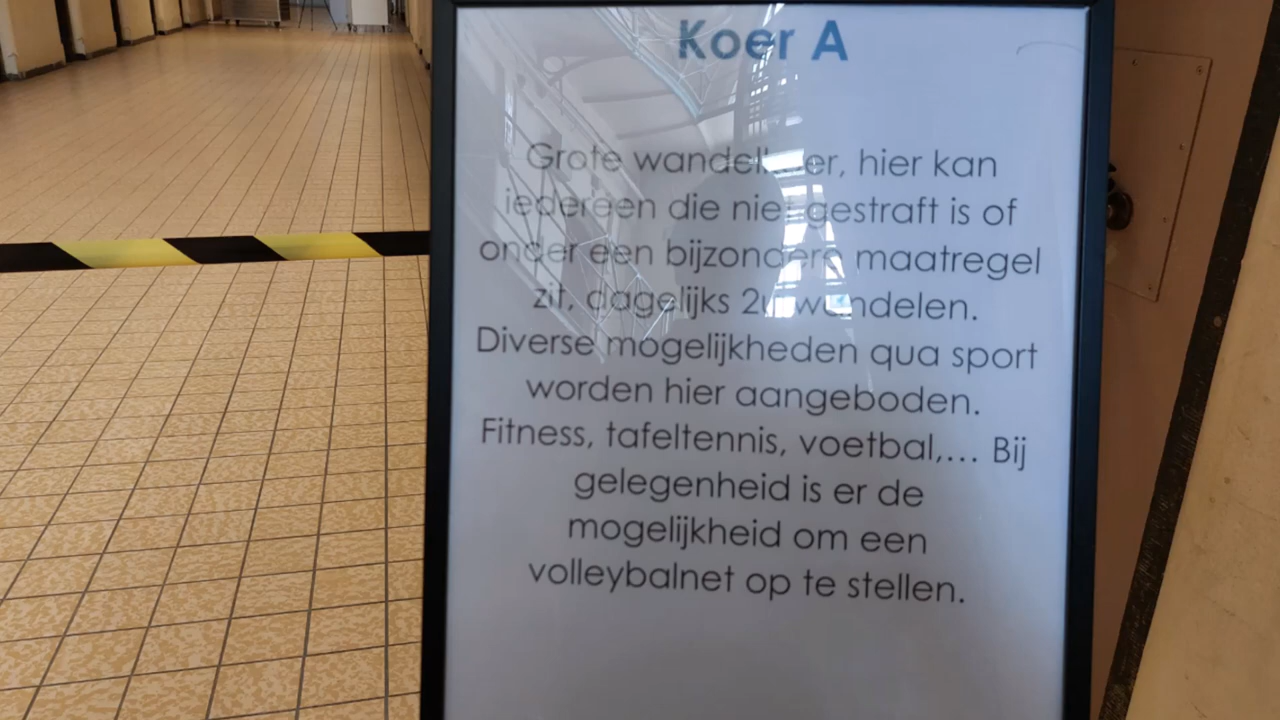 Koer A
Grote wandelkoer, hier kan
iedereen die niet gestraft is of
onder een bijzondere maatregel
zit, dagelijks 2u wandelen.
Diverse mogelijkheden qua sport
worden hier aangeboden.
Fitness, tafeltennis, voetbal,... Bij
gelegenheid is er de
mogelijkheid om een
volleybalnet op te stellen.